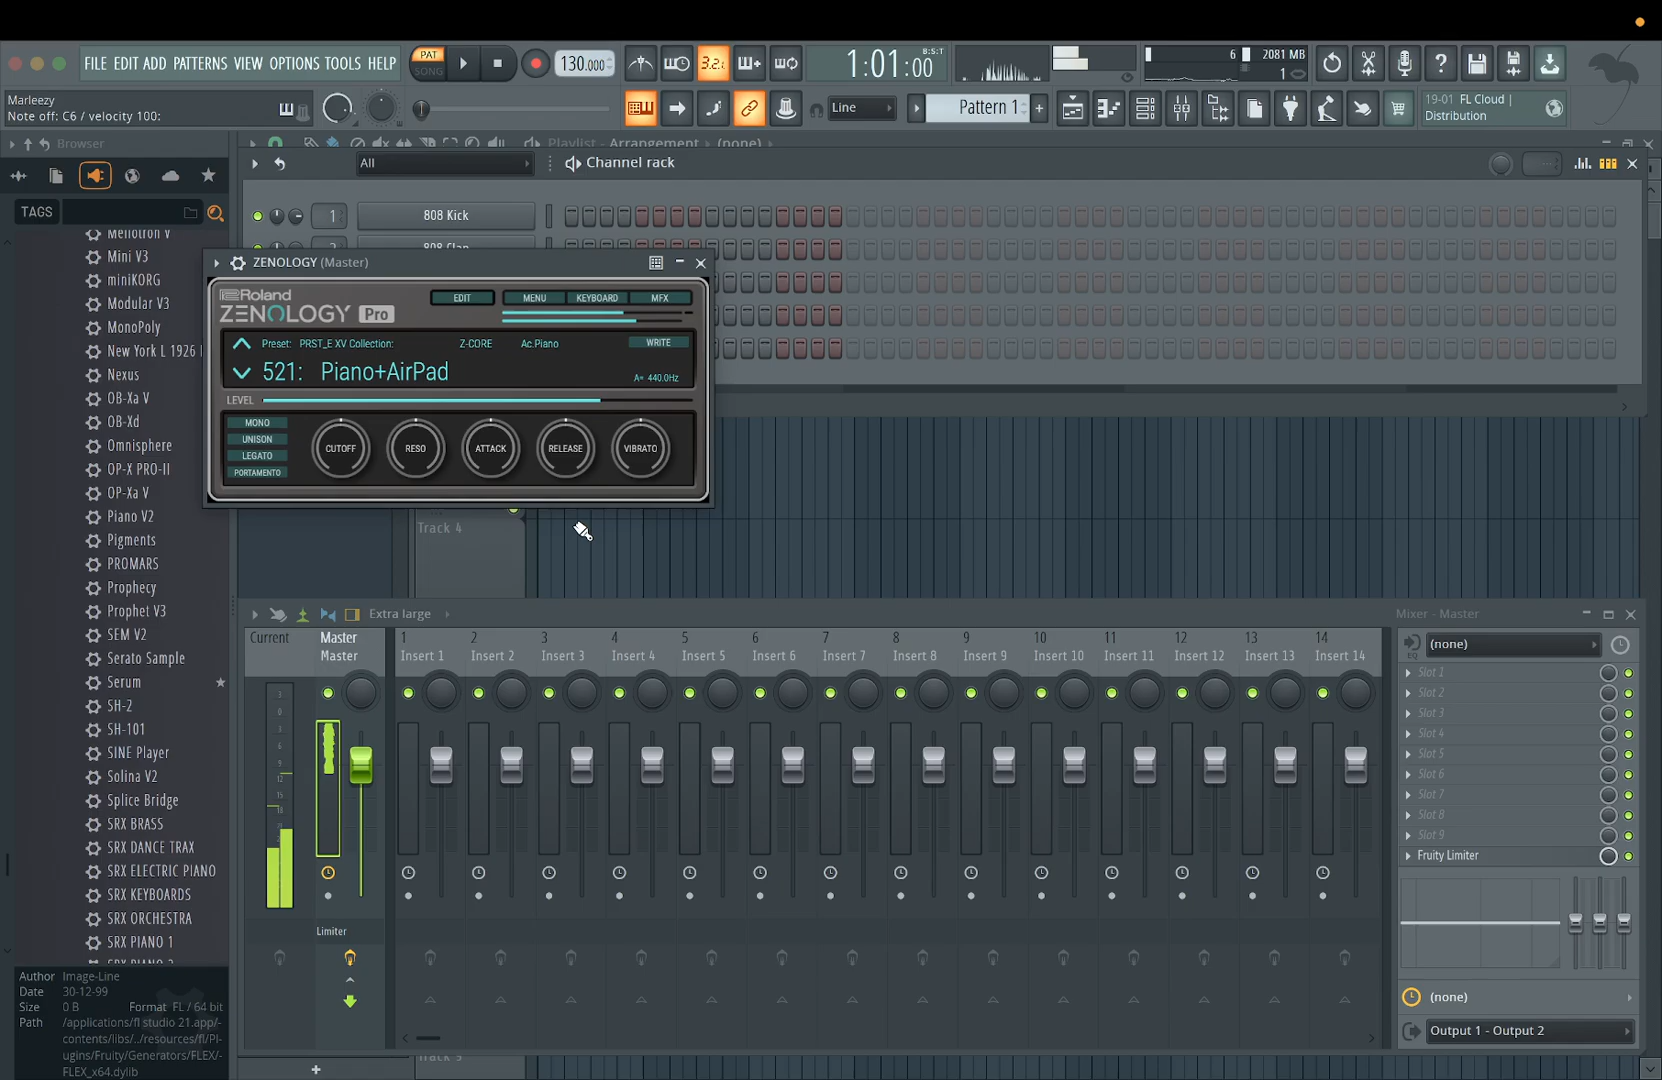 FILE EDIT ADD PATTERNS VIEW OPTIONS TOOLS HELP
PAT
SONG
130.000
3.2.
1:01:00
B:S:T
6
2081 MB
1
Marleezy
Note off: C6 / velocity 100:
Line
Pattern 1
19-01 FL Cloud |
Distribution
Browser
Playlist - Arrangement
(none)
All
Channel rack
TAGS
1
808 Kick
808 Clap
Mellotron V
Mini V3
miniKORG
Modular V3
MonoPoly
New York L 1926
Nexus
OB-Xa V
OB-Xd
Omnisphere
OP-X PRO-II
OP-Xa V
Piano V2
Pigments
PROMARS
Prophecy
Prophet V3
SEM V2
Serato Sample
Serum
SH-2
SH-101
SINE Player
Solina V2
Splice Bridge
SRX BRASS
SRX DANCE TRAX
SRX ELECTRIC PIANO
SRX KEYBOARDS
SRX ORCHESTRA
SRX PIANO 1
ZENOLOGY (Master)
Roland
ZENOLOGY Pro
EDIT
MENU
KEYBOARD
MFX
Preset: PRST_E XV Collection:
Z-CORE
Ac.Piano
WRITE
521: Piano+AirPad
A= 440.0Hz
LEVEL
MONO
UNISON
LEGATO
PORTAMENTO
CUTOFF
RESO
ATTACK
RELEASE
VIBRATO
Track 4
Extra large
Mixer - Master
Current
Master
Master
1
Insert 1
2
Insert 2
3
Insert 3
4
Insert 4
5
Insert 5
6
Insert 6
7
Insert 7
8
Insert 8
9
Insert 9
10
Insert 10
11
Insert 11
12
Insert 12
13
Insert 13
14
Insert 14
Limiter
(none)
Slot 1
Slot 2
Slot 3
Slot 4
Slot 5
Slot 6
Slot 7
Slot 8
Slot 9
Fruity Limiter
(none)
Output 1 - Output 2
Author Image-Line
Date 30-12-99
Size 0 B Format FL / 64 bit
Path /applications/fl studio 21.app/-
contents/libs/../resources/fl/Pl-
ugins/Fruity/Generators/FLEX/-
FLEX_x64.dylib
Track 9